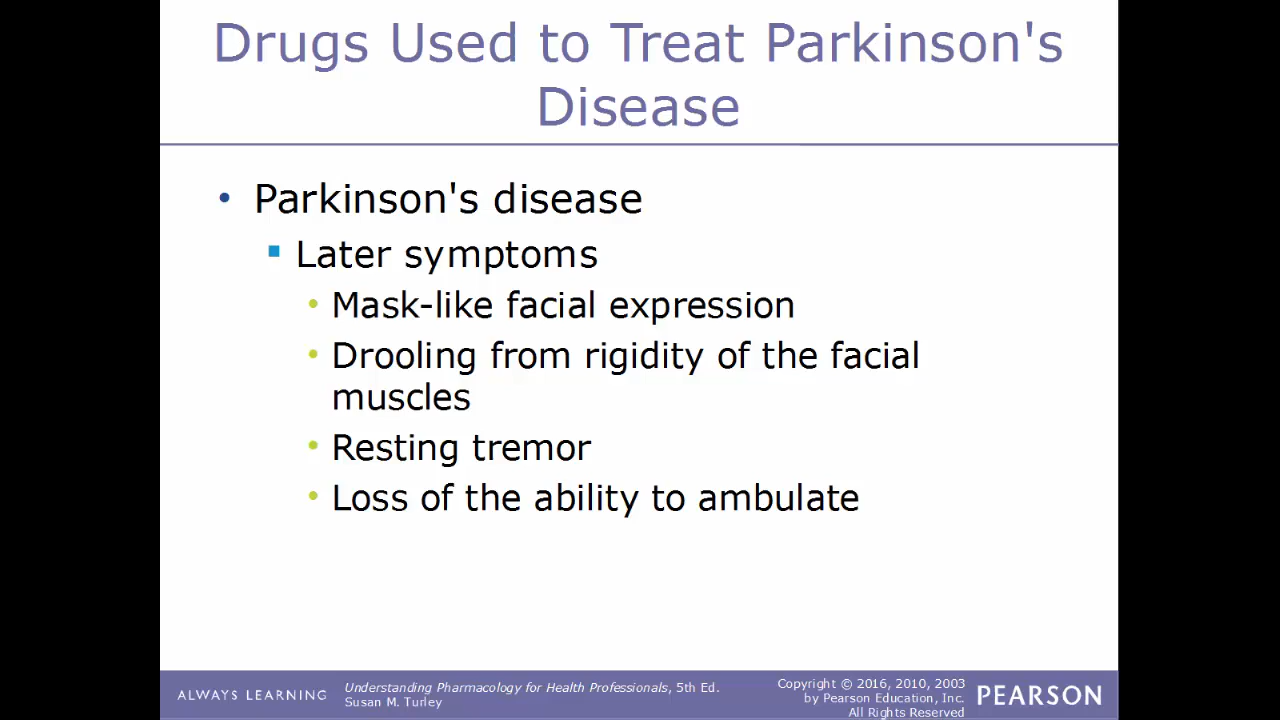 Drugs Used to Treat Parkinson's
Disease
• Parkinson's disease
▪ Later symptoms
• Mask-like facial expression
• Drooling from rigidity of the facial
muscles
• Resting tremor
• Loss of the ability to ambulate
ALWAYS LEARNING
Understanding Pharmacology for Health Professionals, 5th Ed.
Susan M. Turley
Copyright © 2016, 2010, 2003
by Pearson Education, Inc.
All Rights Reserved
PEARSON